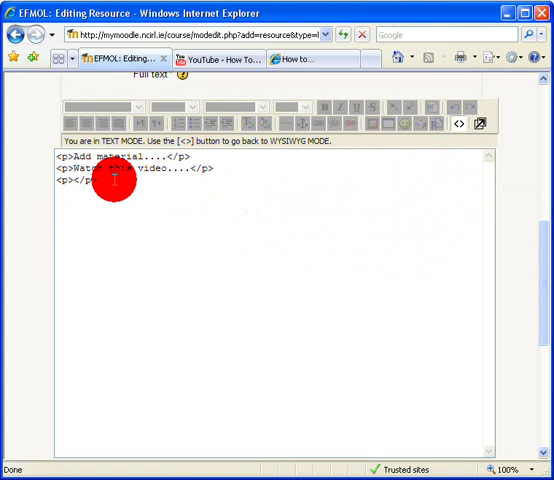 EFMOL: Editing Resource - Windows Internet Explorer
http://mymoodle.ncirl.ie/course/modedit.php?add=resource&type=l
Google
EFMOL: Editing...
YouTube - How To...
How to...
Full text
B I U S
You are in TEXT MODE. Use the [<>] button to go back to WYSIWYG MODE.
<p>Add material....</p>
<p>Watch this video....</p>
<p></p>
Done
Trusted sites
100%